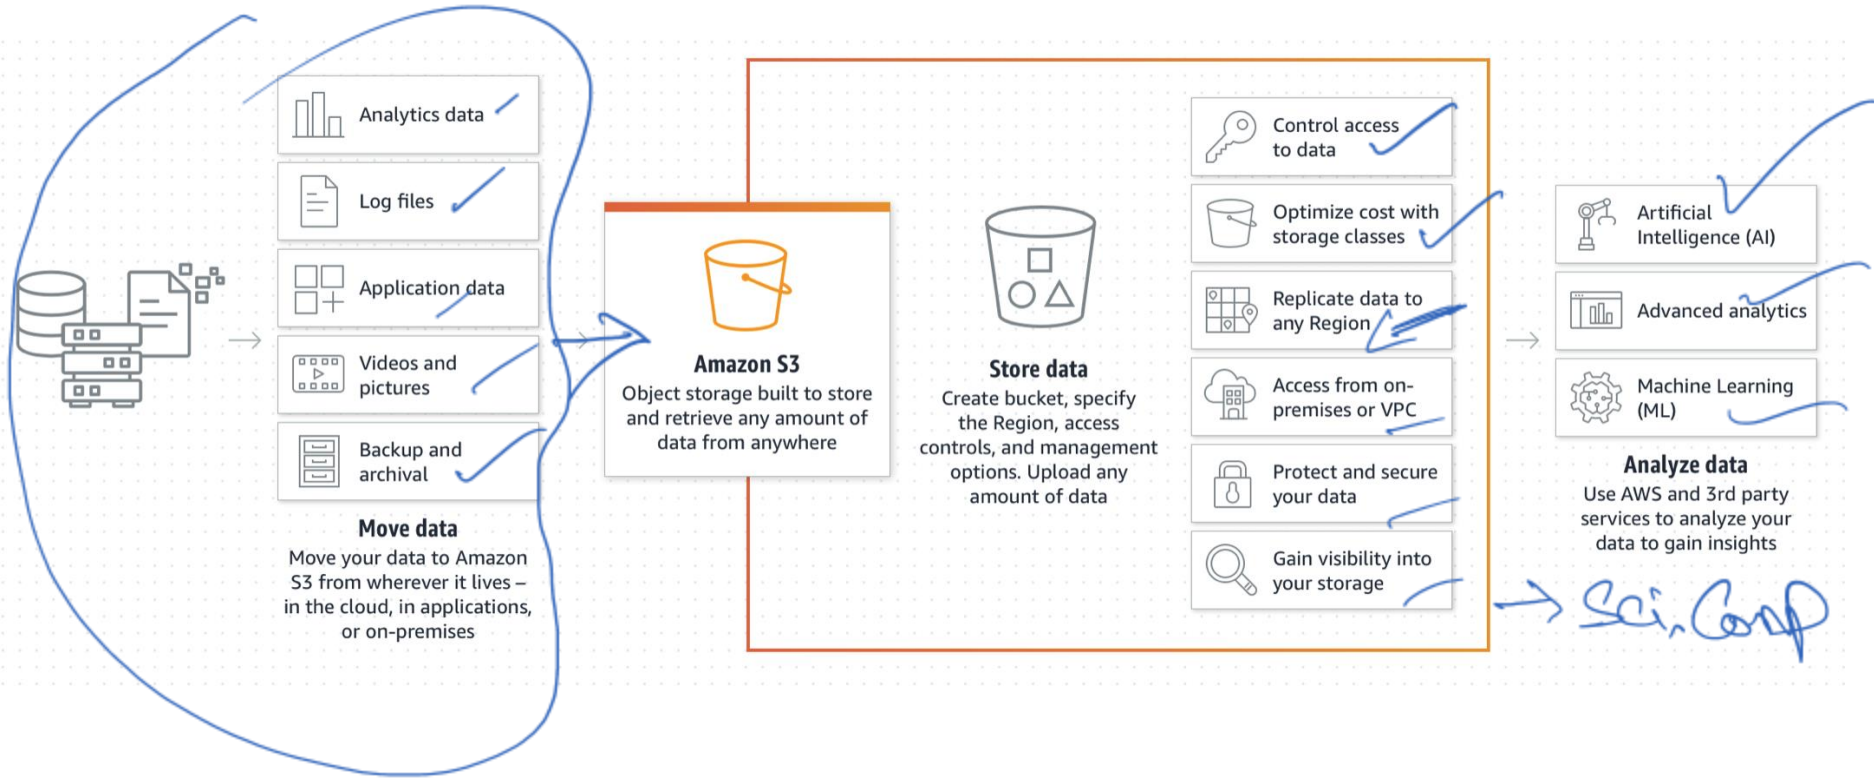 Analytics data
Log files
Application data
Videos and
pictures
Backup and
archival
Move data
Move your data to Amazon
S3 from wherever it lives –
in the cloud, in applications,
or on-premises
Amazon S3
Object storage built to store
and retrieve any amount of
data from anywhere
Store data
Create bucket, specify
the Region, access
controls, and management
options. Upload any
amount of data
Control access
to data
Optimize cost with
storage classes
Replicate data to
any Region
Access from on-
premises or VPC
Protect and secure
your data
Gain visibility into
your storage
Artificial
Intelligence (AI)
Advanced analytics
Machine Learning
(ML)
Analyze data
Use AWS and 3rd party
services to analyze your
data to gain insights
Sci. Comp